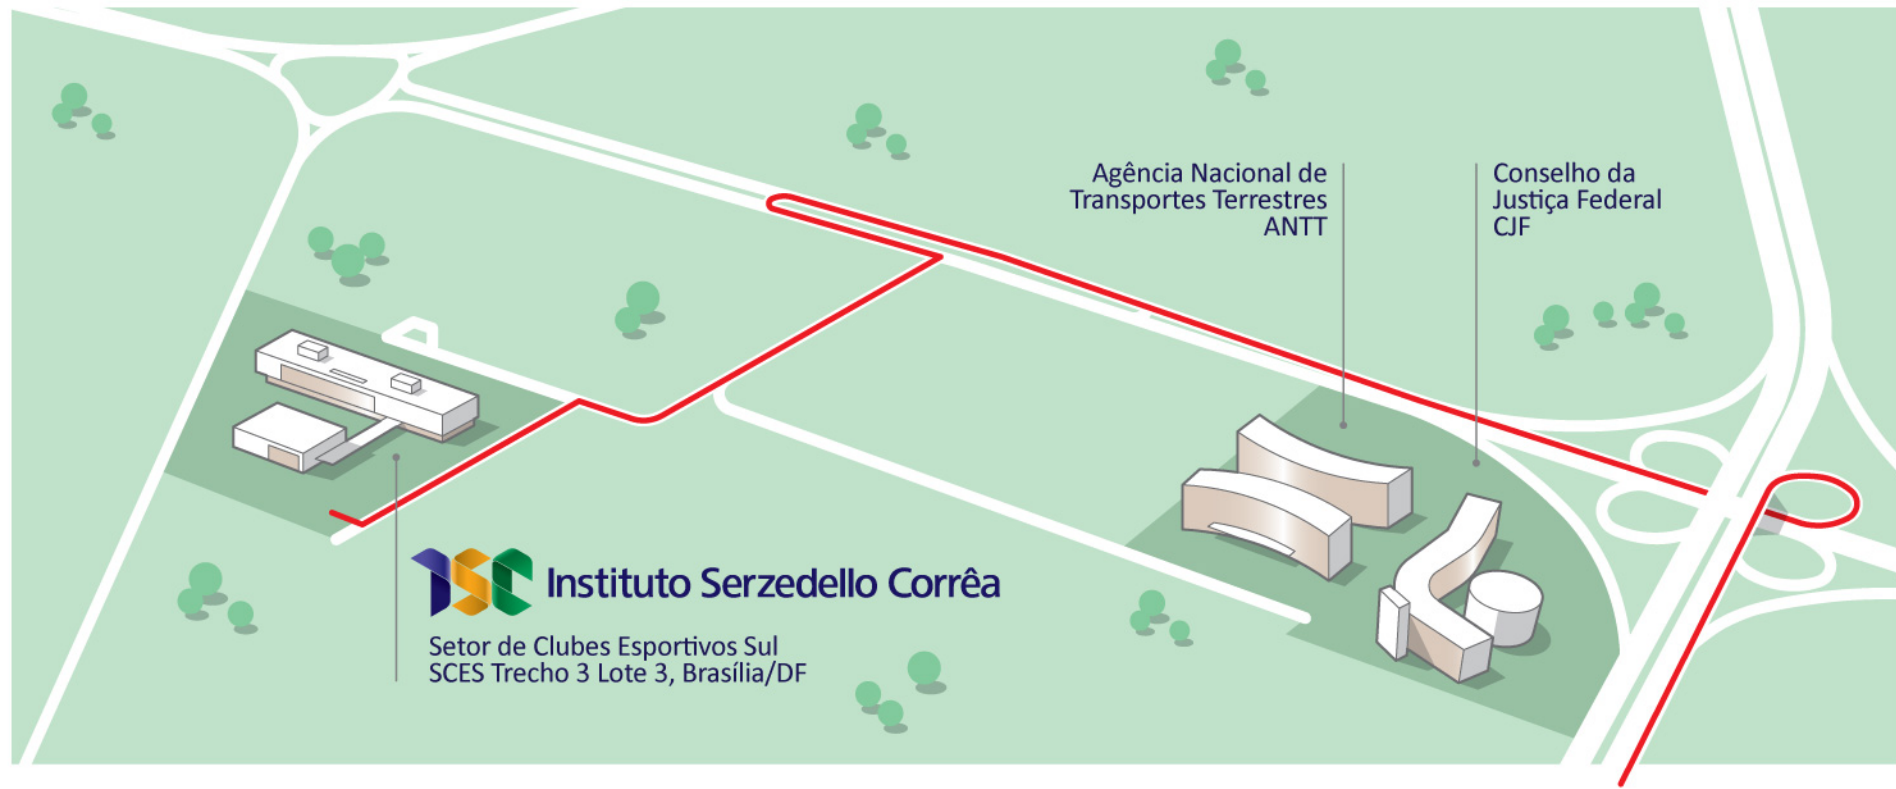 Agência Nacional de
Transportes Terrestres
ANTT
Conselho da
Justiça Federal
CJF
ISC Instituto Serzedello Corrêa
Setor de Clubes Esportivos Sul
SCES Trecho 3 Lote 3, Brasília/DF